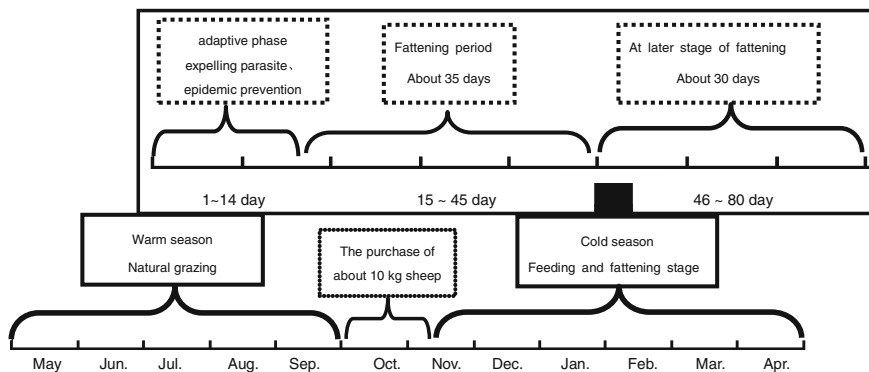 adaptive phase
expelling parasite、
epidemic prevention
Fattening period
About 35 days
At later stage of fattening
About 30 days
1~14 day
15 ~ 45 day
46 ~ 80 day
Warm season
Natural grazing
The purchase of
about 10 kg sheep
Cold season
Feeding and fattening stage
May Jun. Jul. Aug. Sep. Oct. Nov. Dec. Jan. Feb. Mar. Apr.